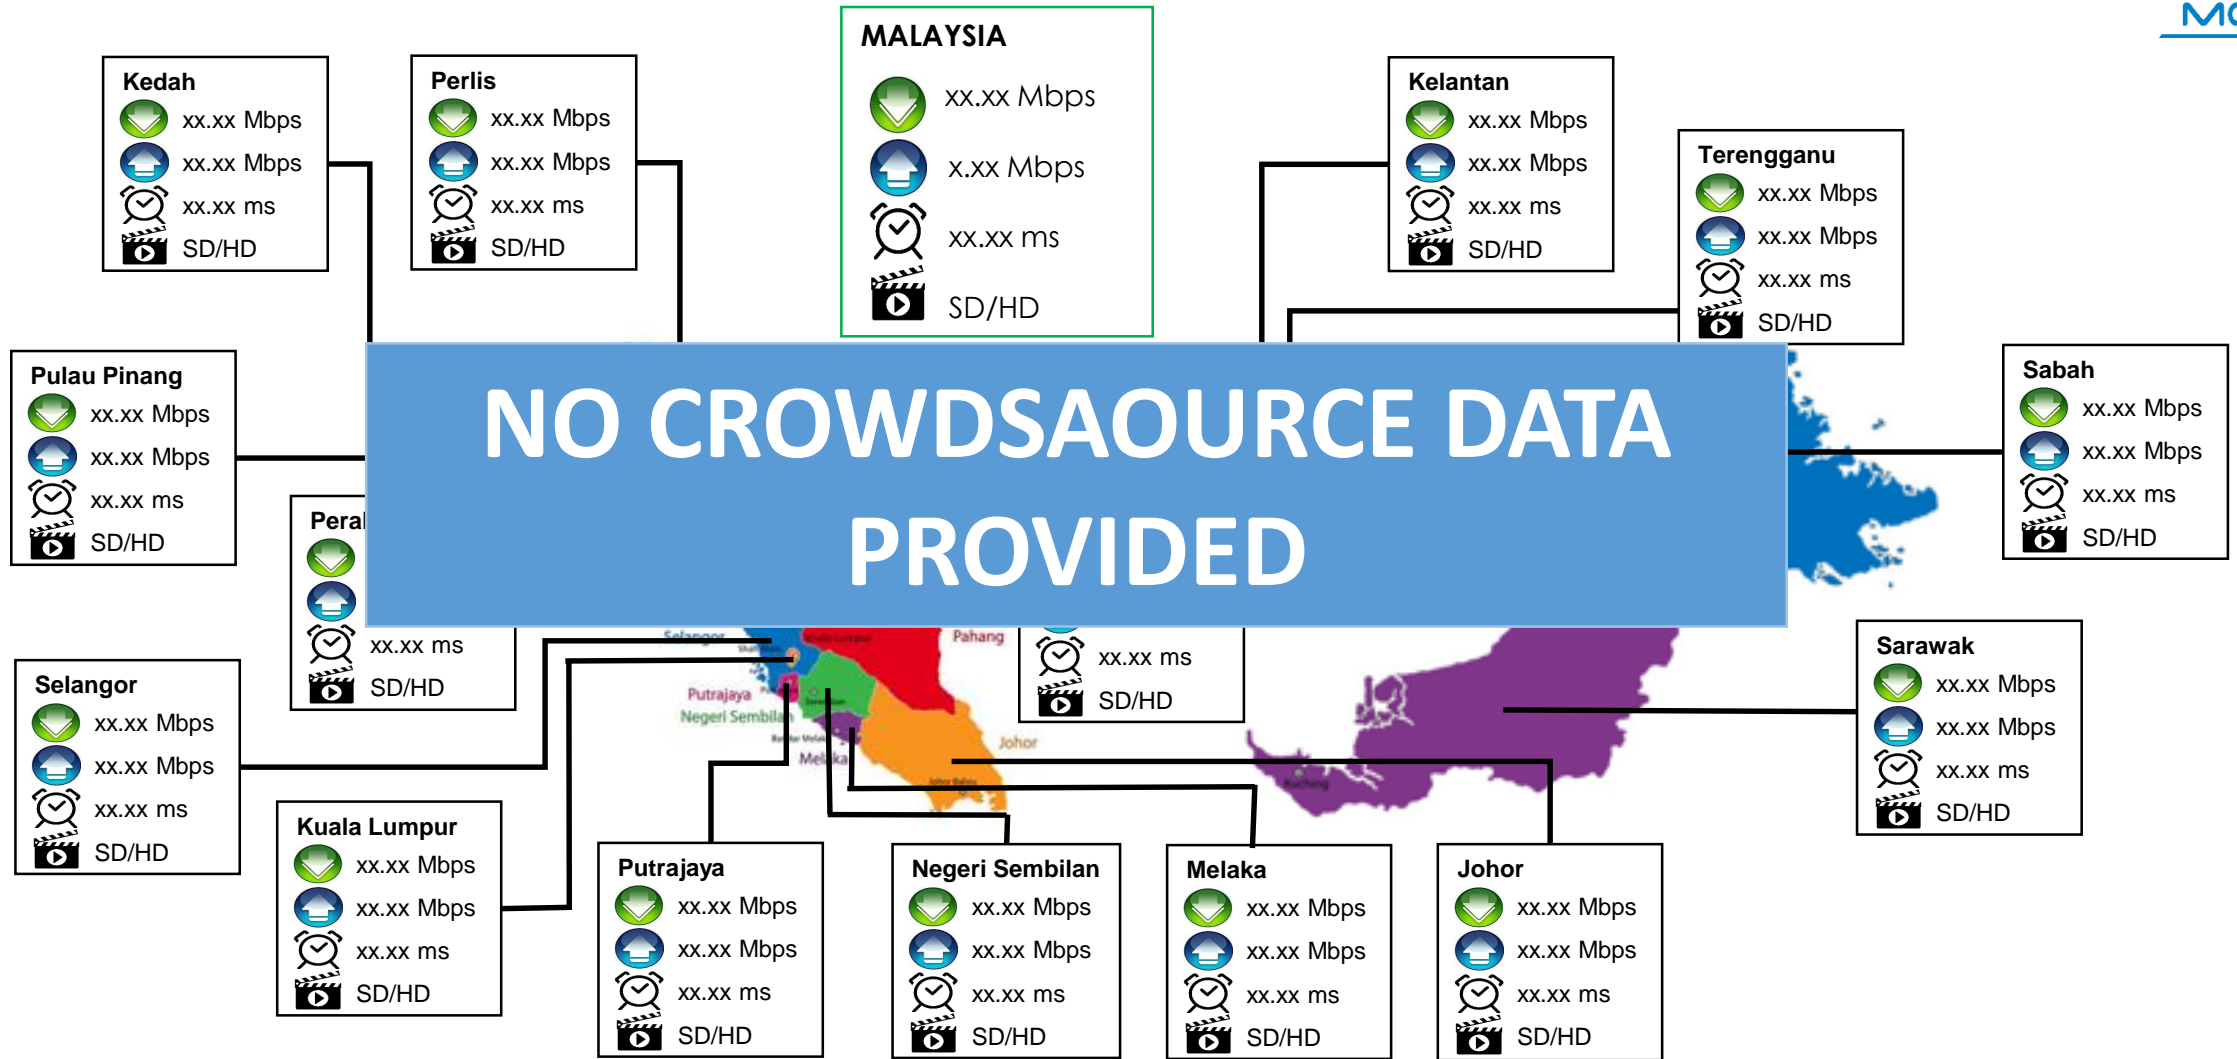 MALAYSIA
xx.xx Mbps
x.xx Mbps
xx.xx ms
SD/HD
Kedah
xx.xx Mbps
xx.xx Mbps
xx.xx ms
SD/HD
Perlis
xx.xx Mbps
xx.xx Mbps
xx.xx ms
SD/HD
Kelantan
xx.xx Mbps
xx.xx Mbps
xx.xx ms
SD/HD
Terengganu
xx.xx Mbps
xx.xx Mbps
xx.xx ms
SD/HD
Pulau Pinang
xx.xx Mbps
xx.xx Mbps
xx.xx ms
SD/HD
NO CROWDSAOURCE DATA
PROVIDED
Sabah
xx.xx Mbps
xx.xx Mbps
xx.xx ms
SD/HD
xx.xx ms
SD/HD
xx.xx ms
SD/HD
Selangor
Pahang
Putrajaya
Negeri Sembilan
Melaka
Johor
Johor Bahru
Kuching
Selangor
xx.xx Mbps
xx.xx Mbps
xx.xx ms
SD/HD
Sarawak
xx.xx Mbps
xx.xx Mbps
xx.xx ms
SD/HD
Kuala Lumpur
xx.xx Mbps
xx.xx Mbps
xx.xx ms
SD/HD
Putrajaya
xx.xx Mbps
xx.xx Mbps
xx.xx ms
SD/HD
Negeri Sembilan
xx.xx Mbps
xx.xx Mbps
xx.xx ms
SD/HD
Melaka
xx.xx Mbps
xx.xx Mbps
xx.xx ms
SD/HD
Johor
xx.xx Mbps
xx.xx Mbps
xx.xx ms
SD/HD